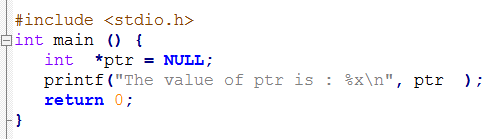 #include <stdio.h>
int main () {
int  *ptr = NULL;
printf("The value of ptr is : %x\n", ptr  );
return 0;
}